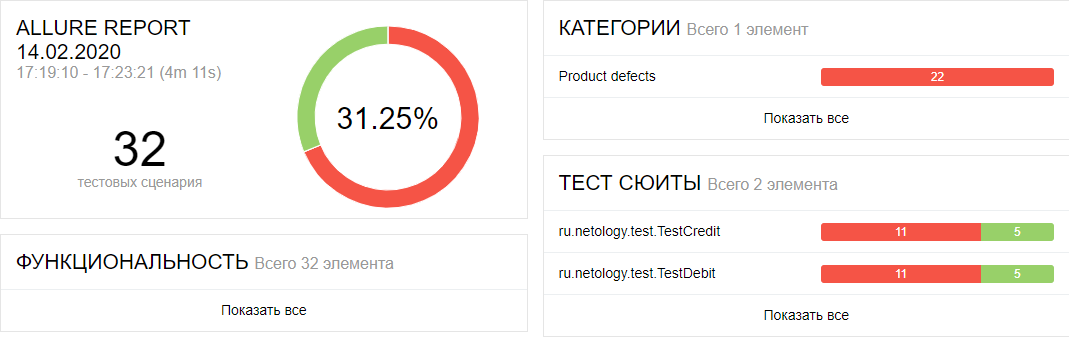 ALLURE REPORT
14.02.2020
17:19:10 - 17:23:21 (4m 11s)
32
тестовых сценария
31.25%
ФУНКЦИОНАЛЬНОСТЬ Всего 32 элемента
Показать все
КАТЕГОРИИ Всего 1 элемент
Product defects 22
Показать все
ТЕСТ СЮИТЫ Всего 2 элемента
ru.netology.test.TestCredit 11 5
ru.netology.test.TestDebit 11 5
Показать все